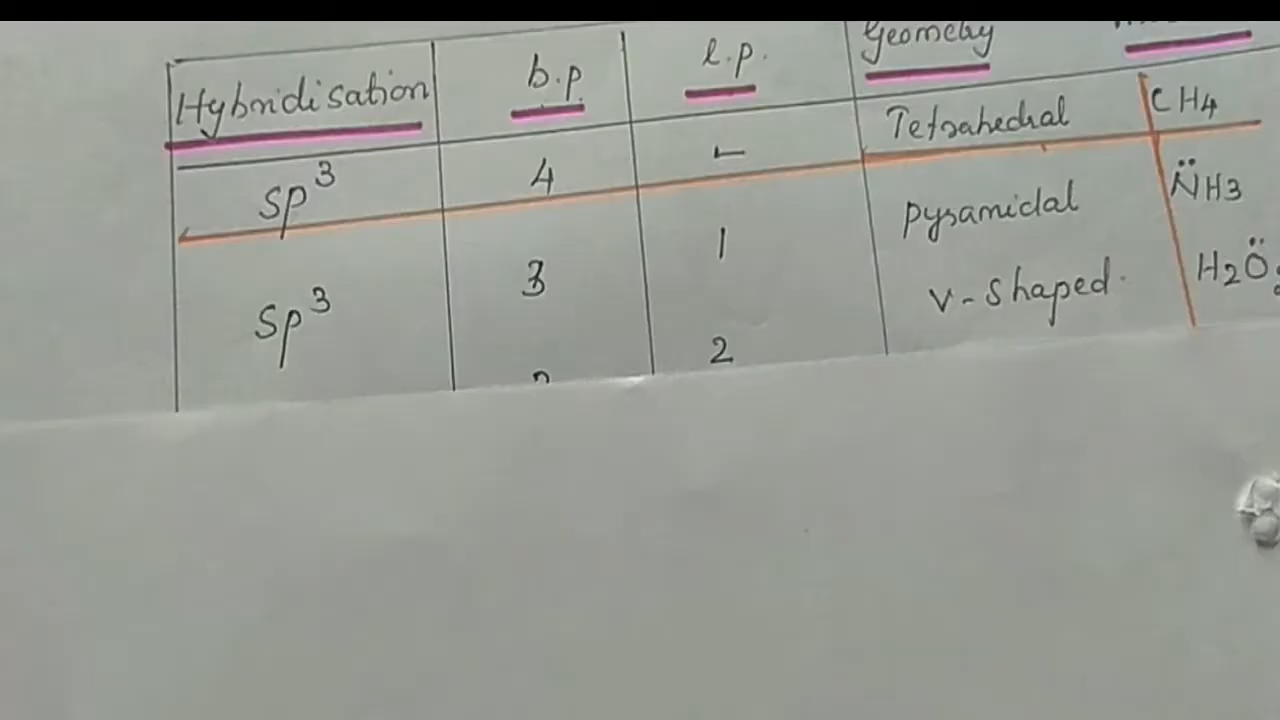 Hybridisation b.p l.p. Geometry
sp³ 4 – Tetrahedral CH4
sp³ 3 1 pyramidal N̈H3
2 V-shaped. H2Ö